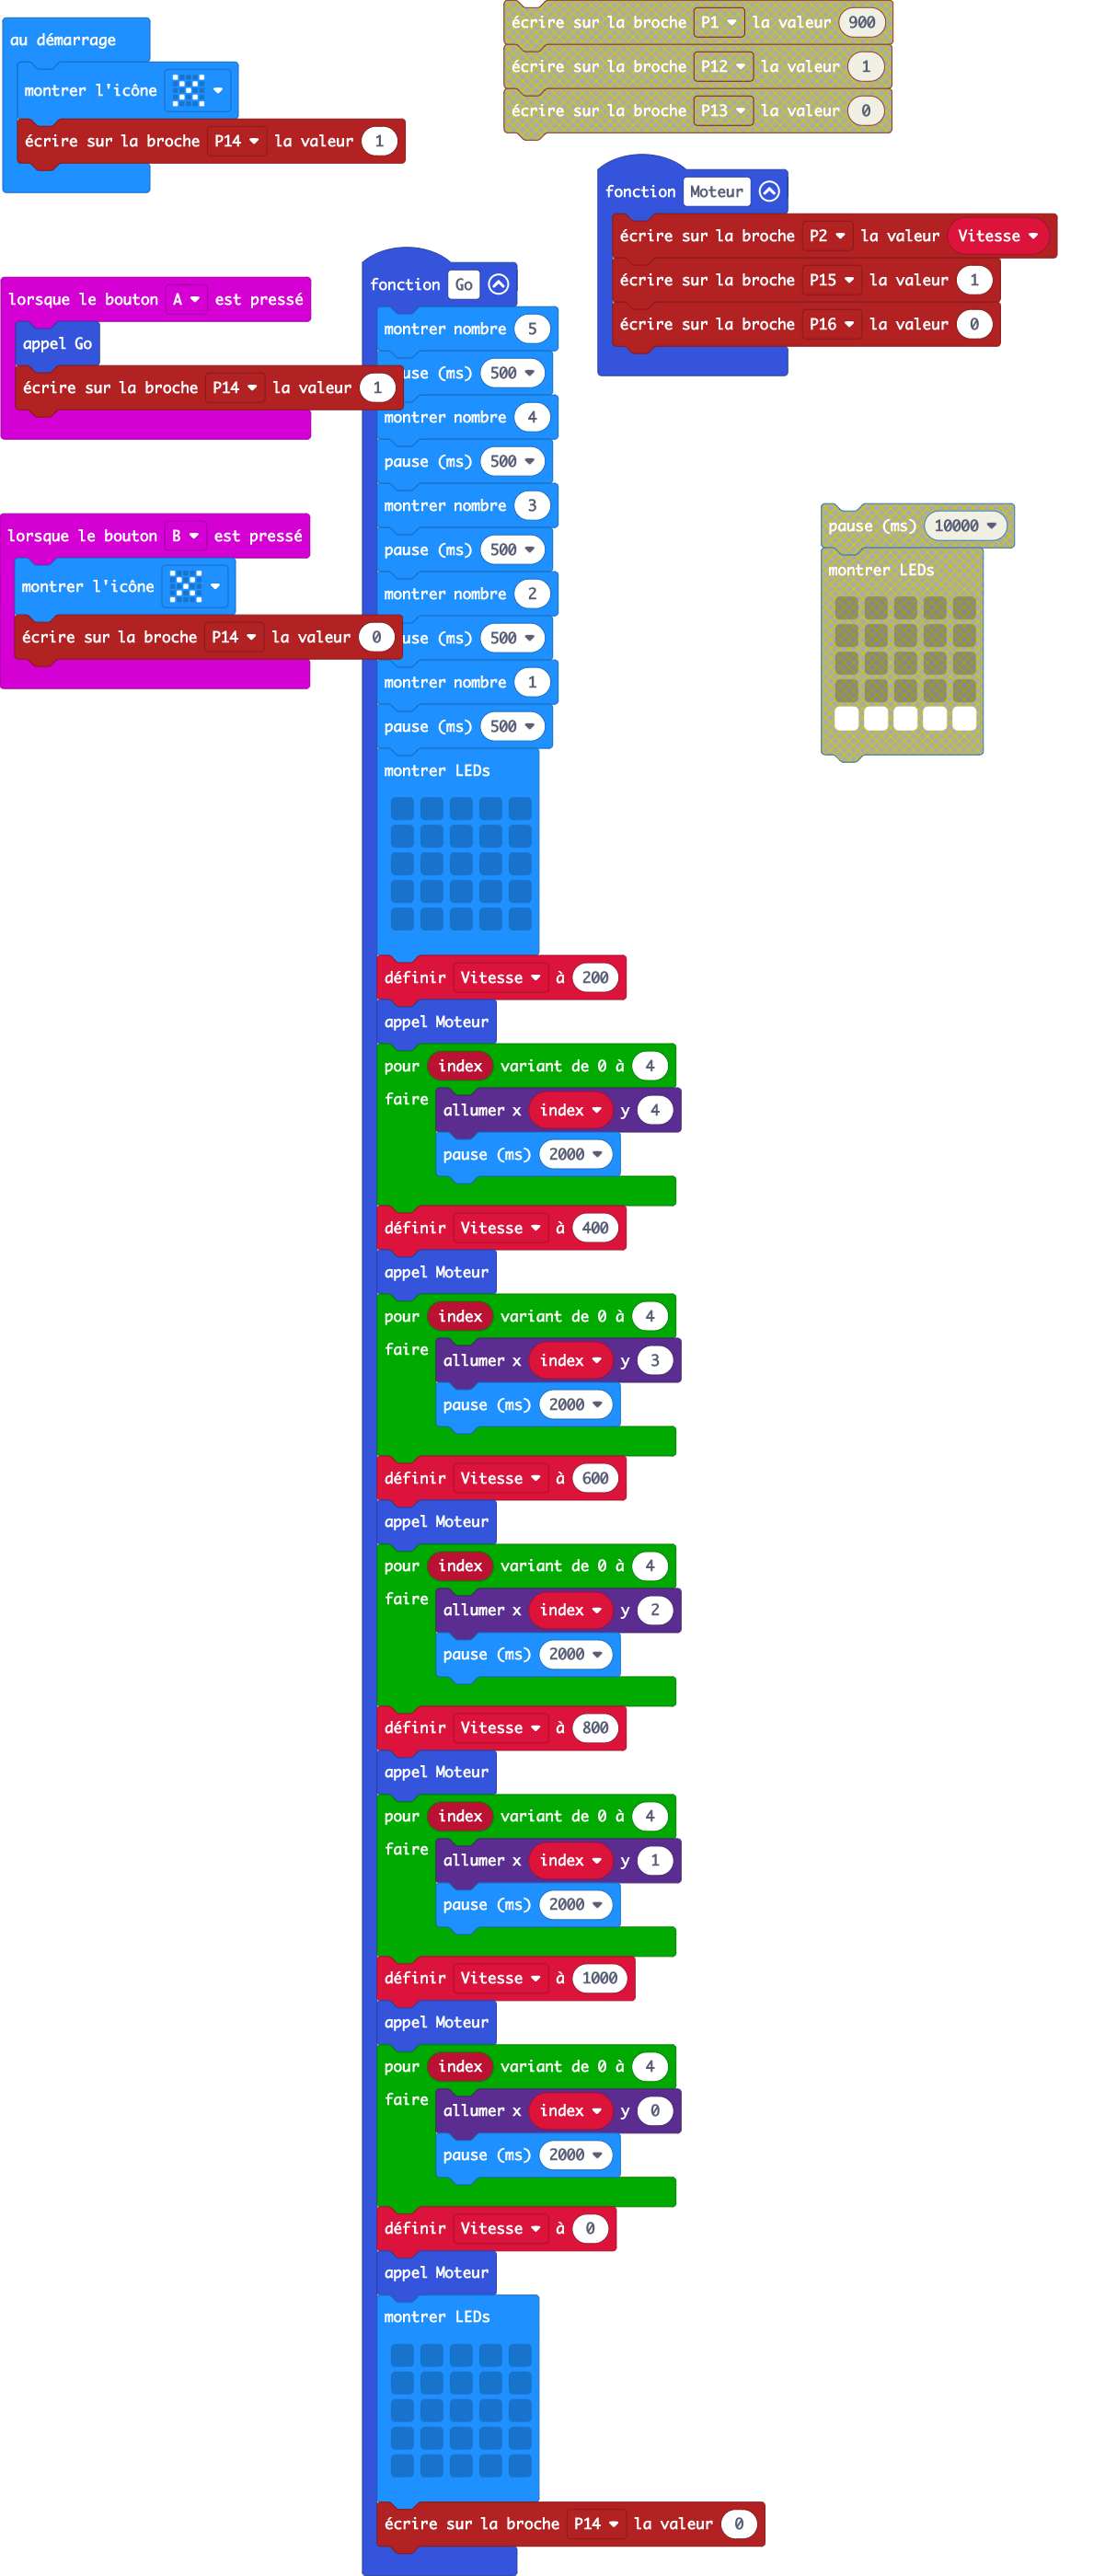 au démarrage
montrer l'icône
écrire sur la broche P14 la valeur 1
écrire sur la broche P1 la valeur 900
écrire sur la broche P12 la valeur 1
écrire sur la broche P13 la valeur 0
fonction Moteur
écrire sur la broche P2 la valeur Vitesse
écrire sur la broche P15 la valeur 1
écrire sur la broche P16 la valeur 0
lorsque le bouton A est pressé
appel Go
écrire sur la broche P14 la valeur 1
lorsque le bouton B est pressé
montrer l'icône
écrire sur la broche P14 la valeur 0
fonction Go
montrer nombre 5
use (ms) 500
montrer nombre 4
pause (ms) 500
montrer nombre 3
pause (ms) 500
montrer nombre 2
use (ms) 500
montrer nombre 1
pause (ms) 500
montrer LEDs
définir Vitesse à 200
appel Moteur
pour index variant de 0 à 4
faire
allumer x index y 4
pause (ms) 2000
définir Vitesse à 400
appel Moteur
pour index variant de 0 à 4
faire
allumer x index y 3
pause (ms) 2000
définir Vitesse à 600
appel Moteur
pour index variant de 0 à 4
faire
allumer x index y 2
pause (ms) 2000
définir Vitesse à 800
appel Moteur
pour index variant de 0 à 4
faire
allumer x index y 1
pause (ms) 2000
définir Vitesse à 1000
appel Moteur
pour index variant de 0 à 4
faire
allumer x index y 0
pause (ms) 2000
définir Vitesse à 0
appel Moteur
montrer LEDs
écrire sur la broche P14 la valeur 0
pause (ms) 10000
montrer LEDs